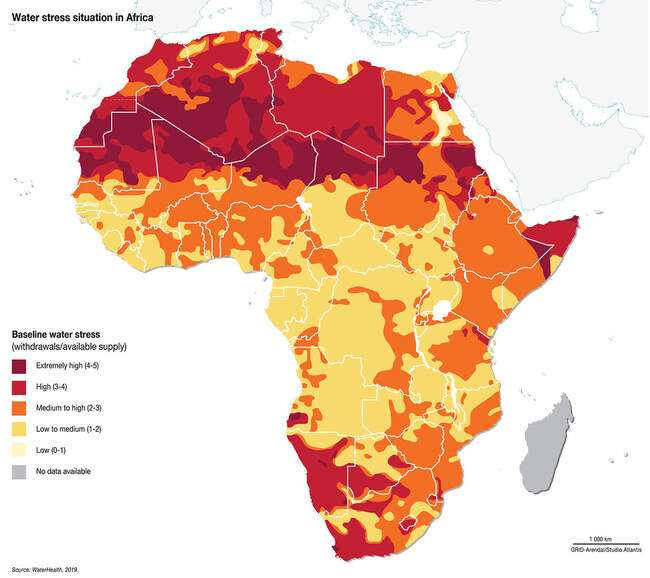 Water stress situation in Africa
Baseline water stress
(withdrawals/available supply)
Extremely high (4-5)
High (3-4)
Medium to high (2-3)
Low to medium (1-2)
Low (0-1)
No data available
1 000 km
GRID-Arendal/Studio Atlantis
Source: WaterHealth, 2019.